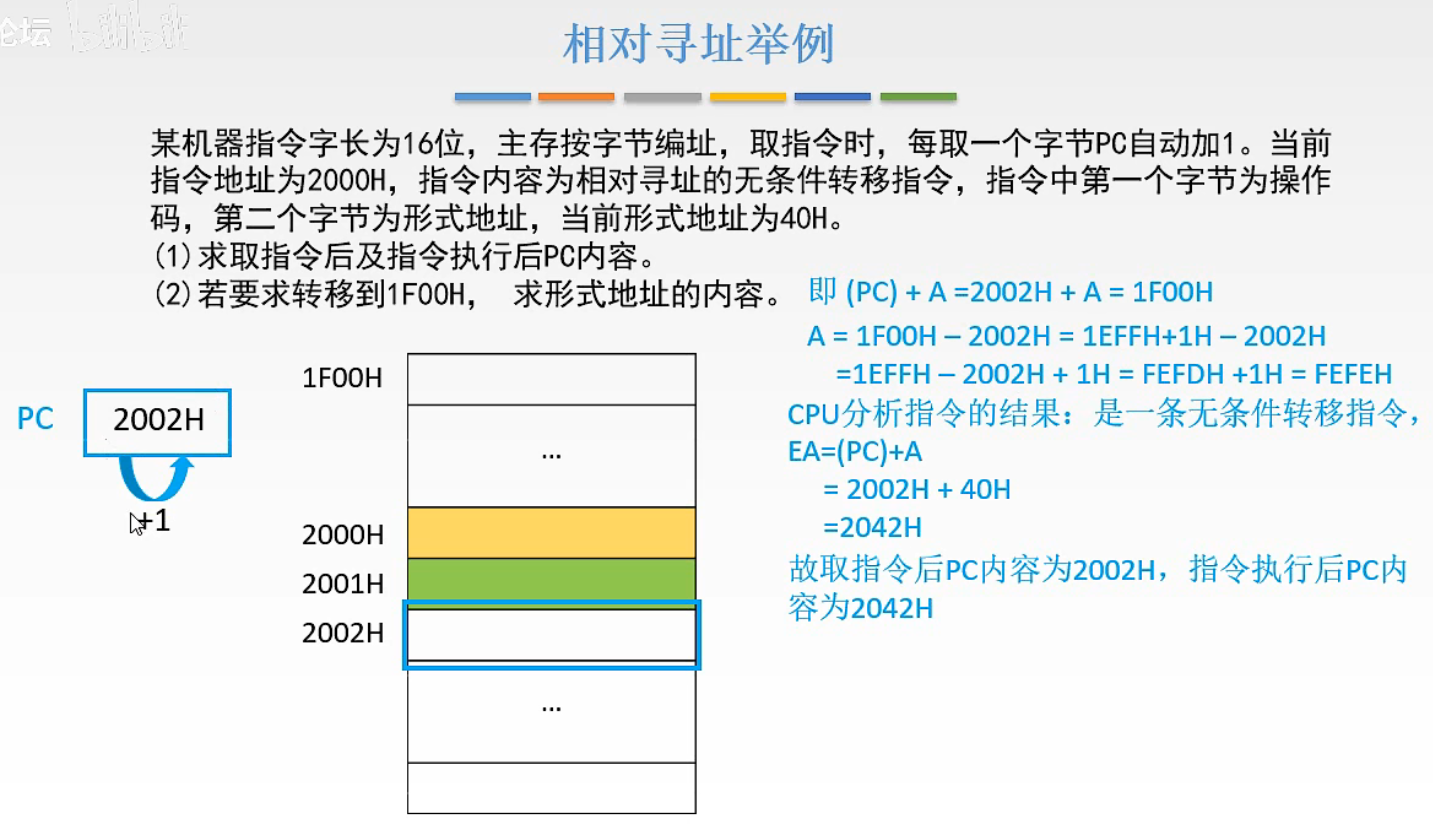 论坛 bilibili
相对寻址举例
某机器指令字长为16位，主存按字节编址，取指令时，每取一个字节PC自动加1。当前
指令地址为2000H，指令内容为相对寻址的无条件转移指令，指令中第一个字节为操作
码，第二个字节为形式地址，当前形式地址为40H。
(1)求取指令后及指令执行后PC内容。
(2)若要求转移到1F00H， 求形式地址的内容。
即 (PC) + A =2002H + A = 1F00H
A = 1F00H – 2002H = 1EFFH+1H – 2002H
=1EFFH – 2002H + 1H = FEFDH +1H = FEFEH
CPU分析指令的结果：是一条无条件转移指令，
EA=(PC)+A
= 2002H + 40H
=2042H
故取指令后PC内容为2002H，指令执行后PC内
容为2042H
PC
2002H
+1
1F00H
...
2000H
2001H
2002H
...